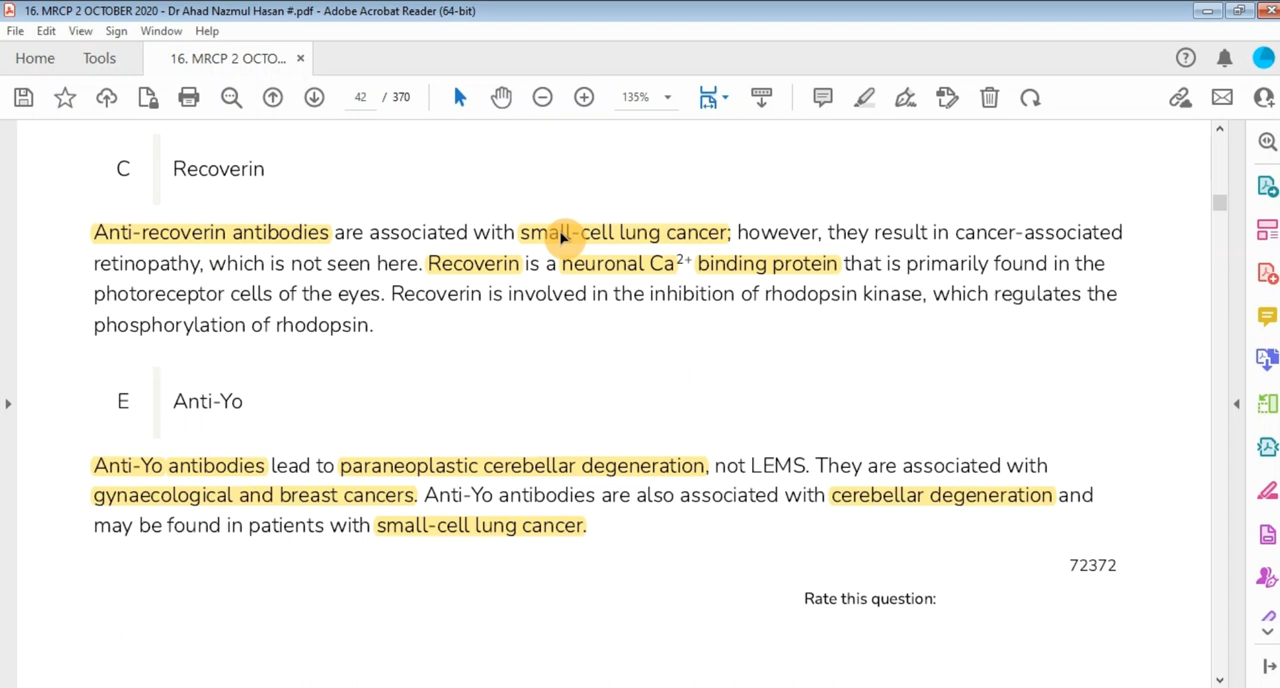 16. MRCP 2 OCTOBER 2020 - Dr Ahad Nazmul Hasan #.pdf - Adobe Acrobat Reader (64-bit)
File Edit View Sign Window Help
Home Tools 16. MRCP 2 OCTO... ×
42 / 370 135%
C Recoverin
Anti-recoverin antibodies are associated with small-cell lung cancer; however, they result in cancer-associated
retinopathy, which is not seen here. Recoverin is a neuronal Ca²⁺ binding protein that is primarily found in the
photoreceptor cells of the eyes. Recoverin is involved in the inhibition of rhodopsin kinase, which regulates the
phosphorylation of rhodopsin.
E Anti-Yo
Anti-Yo antibodies lead to paraneoplastic cerebellar degeneration, not LEMS. They are associated with
gynaecological and breast cancers. Anti-Yo antibodies are also associated with cerebellar degeneration and
may be found in patients with small-cell lung cancer.
72372
Rate this question: